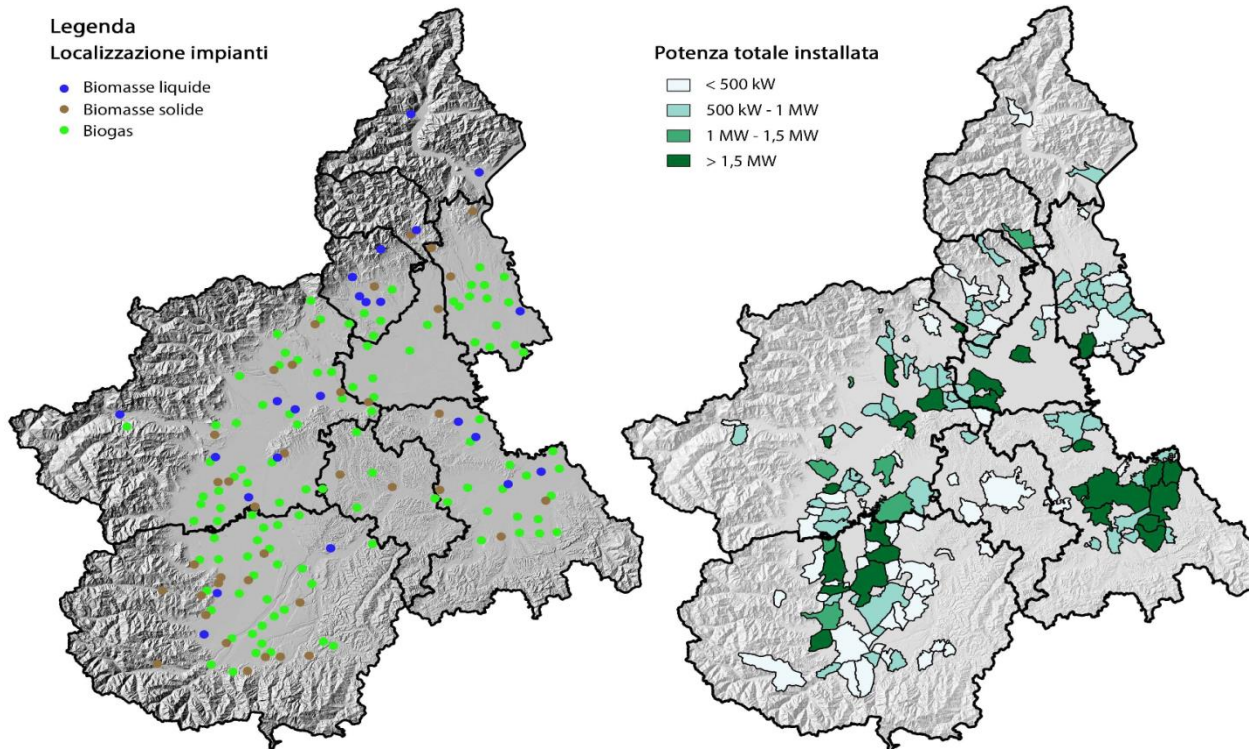 Legenda
Localizzazione impianti
Biomasse liquide
Biomasse solide
Biogas
Potenza totale installata
< 500 kW
500 kW - 1 MW
1 MW - 1,5 MW
> 1,5 MW